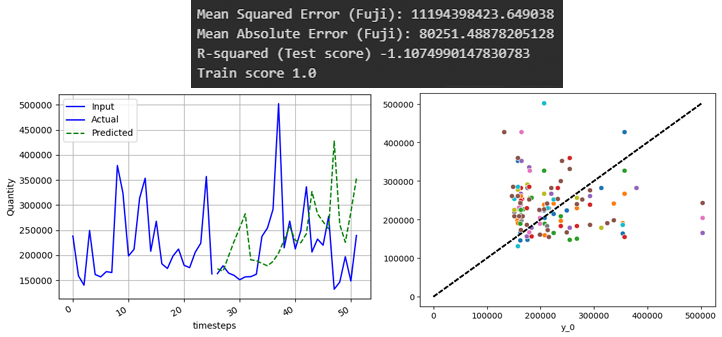 Mean Squared Error (Fuji): 11194398423.649038
Mean Absolute Error (Fuji): 80251.48878205128
R-squared (Test score) -1.1074990147830783
Train score 1.0
Input
Actual
Predicted
500000
450000
400000
350000
300000
250000
200000
150000
Quantity
0
10
20
30
40
50
timesteps
500000
400000
300000
200000
100000
0
0
100000
200000
300000
400000
500000
y_0